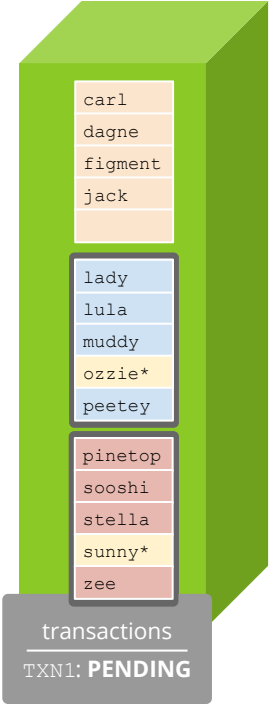 carl
dagne
figment
jack
lady
lula
muddy
ozzie*
peetey
pinetop
sooshi
stella
sunny*
zee
transactions
TXN1: PENDING